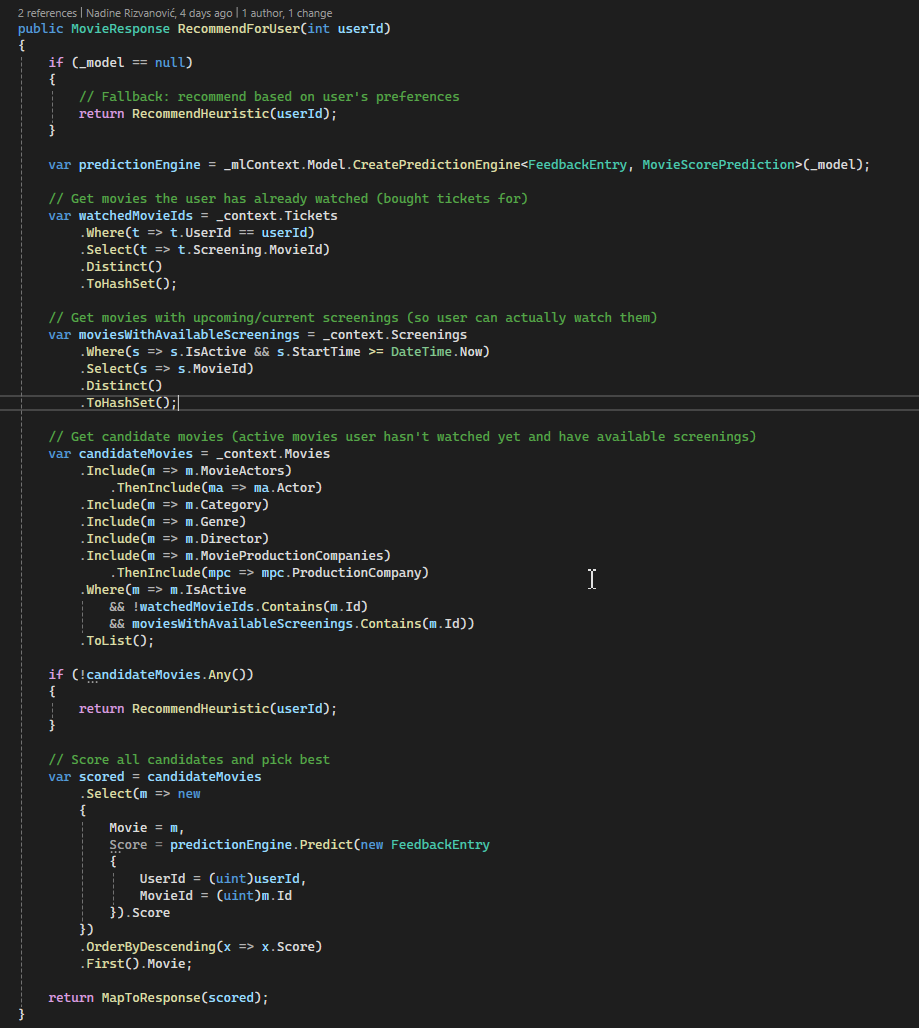 2 references | Nadine Rizvanović, 4 days ago | 1 author, 1 change
public MovieResponse RecommendForUser(int userId)
{
    if (_model == null)
    {
        // Fallback: recommend based on user's preferences
        return RecommendHeuristic(userId);
    }

    var predictionEngine = _mlContext.Model.CreatePredictionEngine<FeedbackEntry, MovieScorePrediction>(_model);

    // Get movies the user has already watched (bought tickets for)
    var watchedMovieIds = _context.Tickets
        .Where(t => t.UserId == userId)
        .Select(t => t.Screening.MovieId)
        .Distinct()
        .ToHashSet();

    // Get movies with upcoming/current screenings (so user can actually watch them)
    var moviesWithAvailableScreenings = _context.Screenings
        .Where(s => s.IsActive && s.StartTime >= DateTime.Now)
        .Select(s => s.MovieId)
        .Distinct()
        .ToHashSet();

    // Get candidate movies (active movies user hasn't watched yet and have available screenings)
    var candidateMovies = _context.Movies
        .Include(m => m.MovieActors)
            .ThenInclude(ma => ma.Actor)
        .Include(m => m.Category)
        .Include(m => m.Genre)
        .Include(m => m.Director)
        .Include(m => m.MovieProductionCompanies)
            .ThenInclude(mpc => mpc.ProductionCompany)
        .Where(m => m.IsActive
            && !watchedMovieIds.Contains(m.Id)
            && moviesWithAvailableScreenings.Contains(m.Id))
        .ToList();

    if (!candidateMovies.Any())
    {
        return RecommendHeuristic(userId);
    }

    // Score all candidates and pick best
    var scored = candidateMovies
        .Select(m => new
        {
            Movie = m,
            Score = predictionEngine.Predict(new FeedbackEntry
            {
                UserId = (uint)userId,
                MovieId = (uint)m.Id
            }).Score
        })
        .OrderByDescending(x => x.Score)
        .First().Movie;

    return MapToResponse(scored);
}